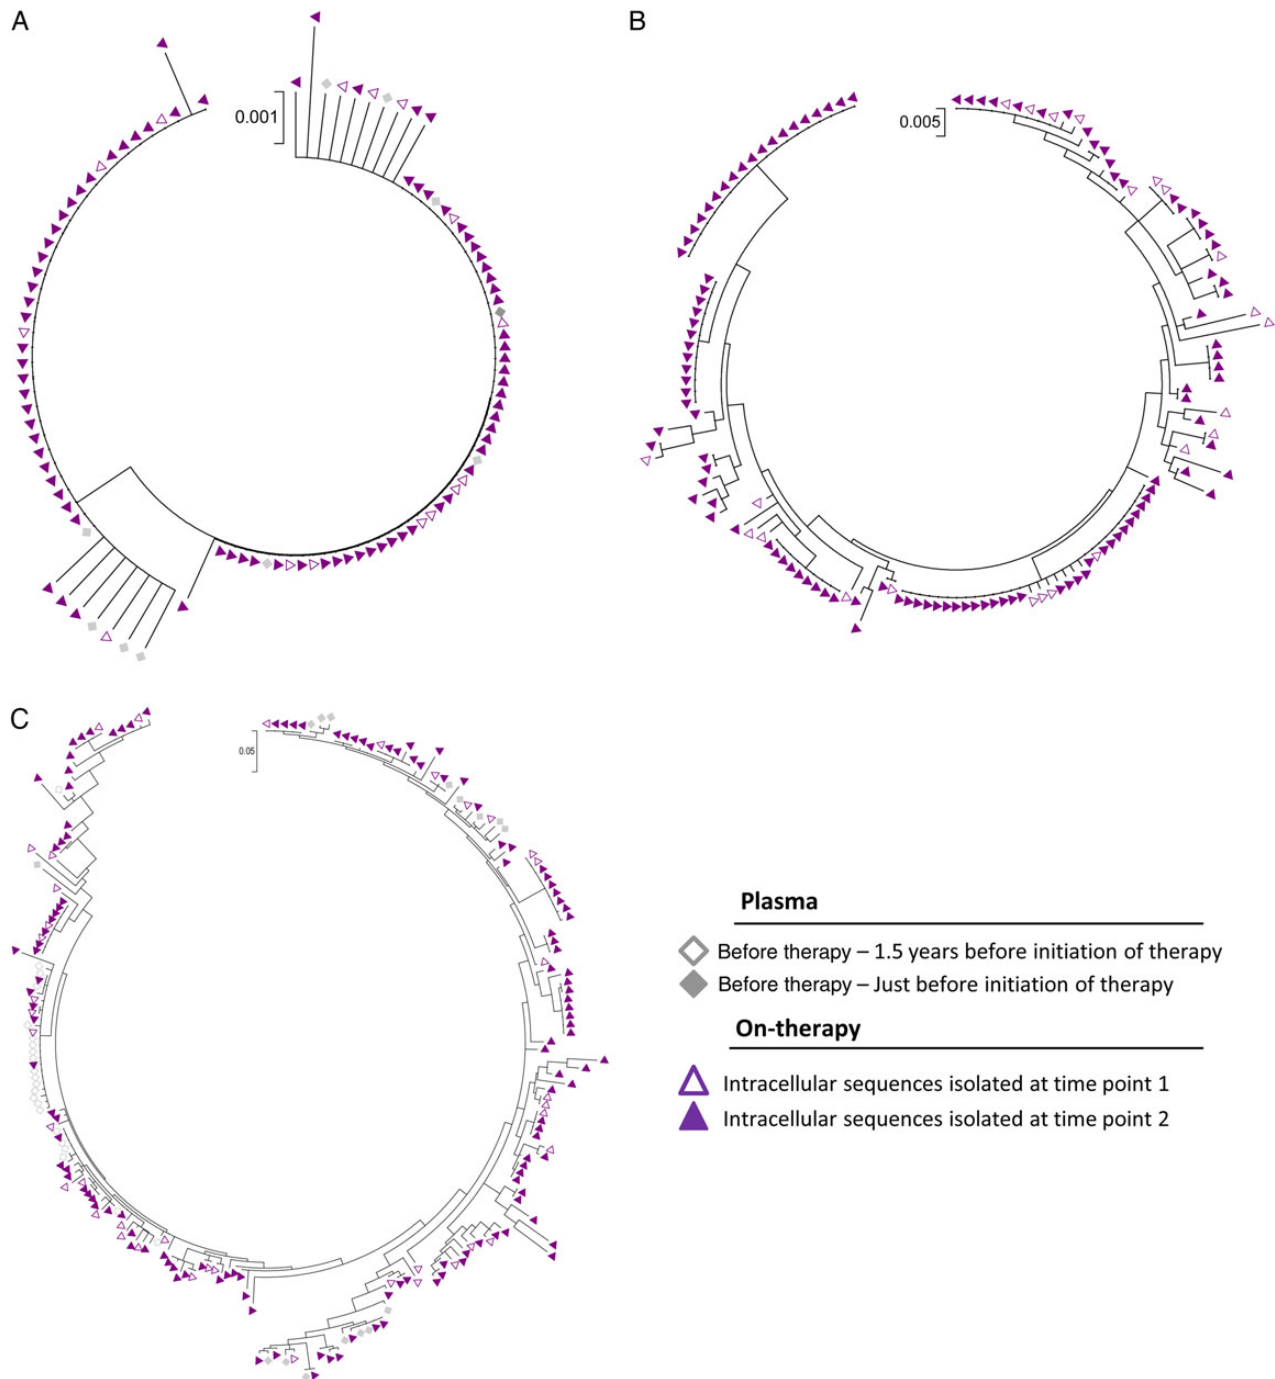 A
B
0.001
0.005
C
0.05
Plasma
Before therapy – 1.5 years before initiation of therapy
Before therapy – Just before initiation of therapy
On-therapy
Intracellular sequences isolated at time point 1
Intracellular sequences isolated at time point 2